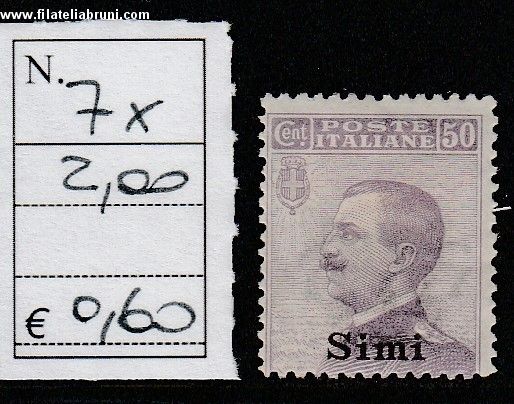 www.filateliabruni.com
N.
7x
2,00
€ 0,60
Cent. POSTE ITALIANE 50
Simi